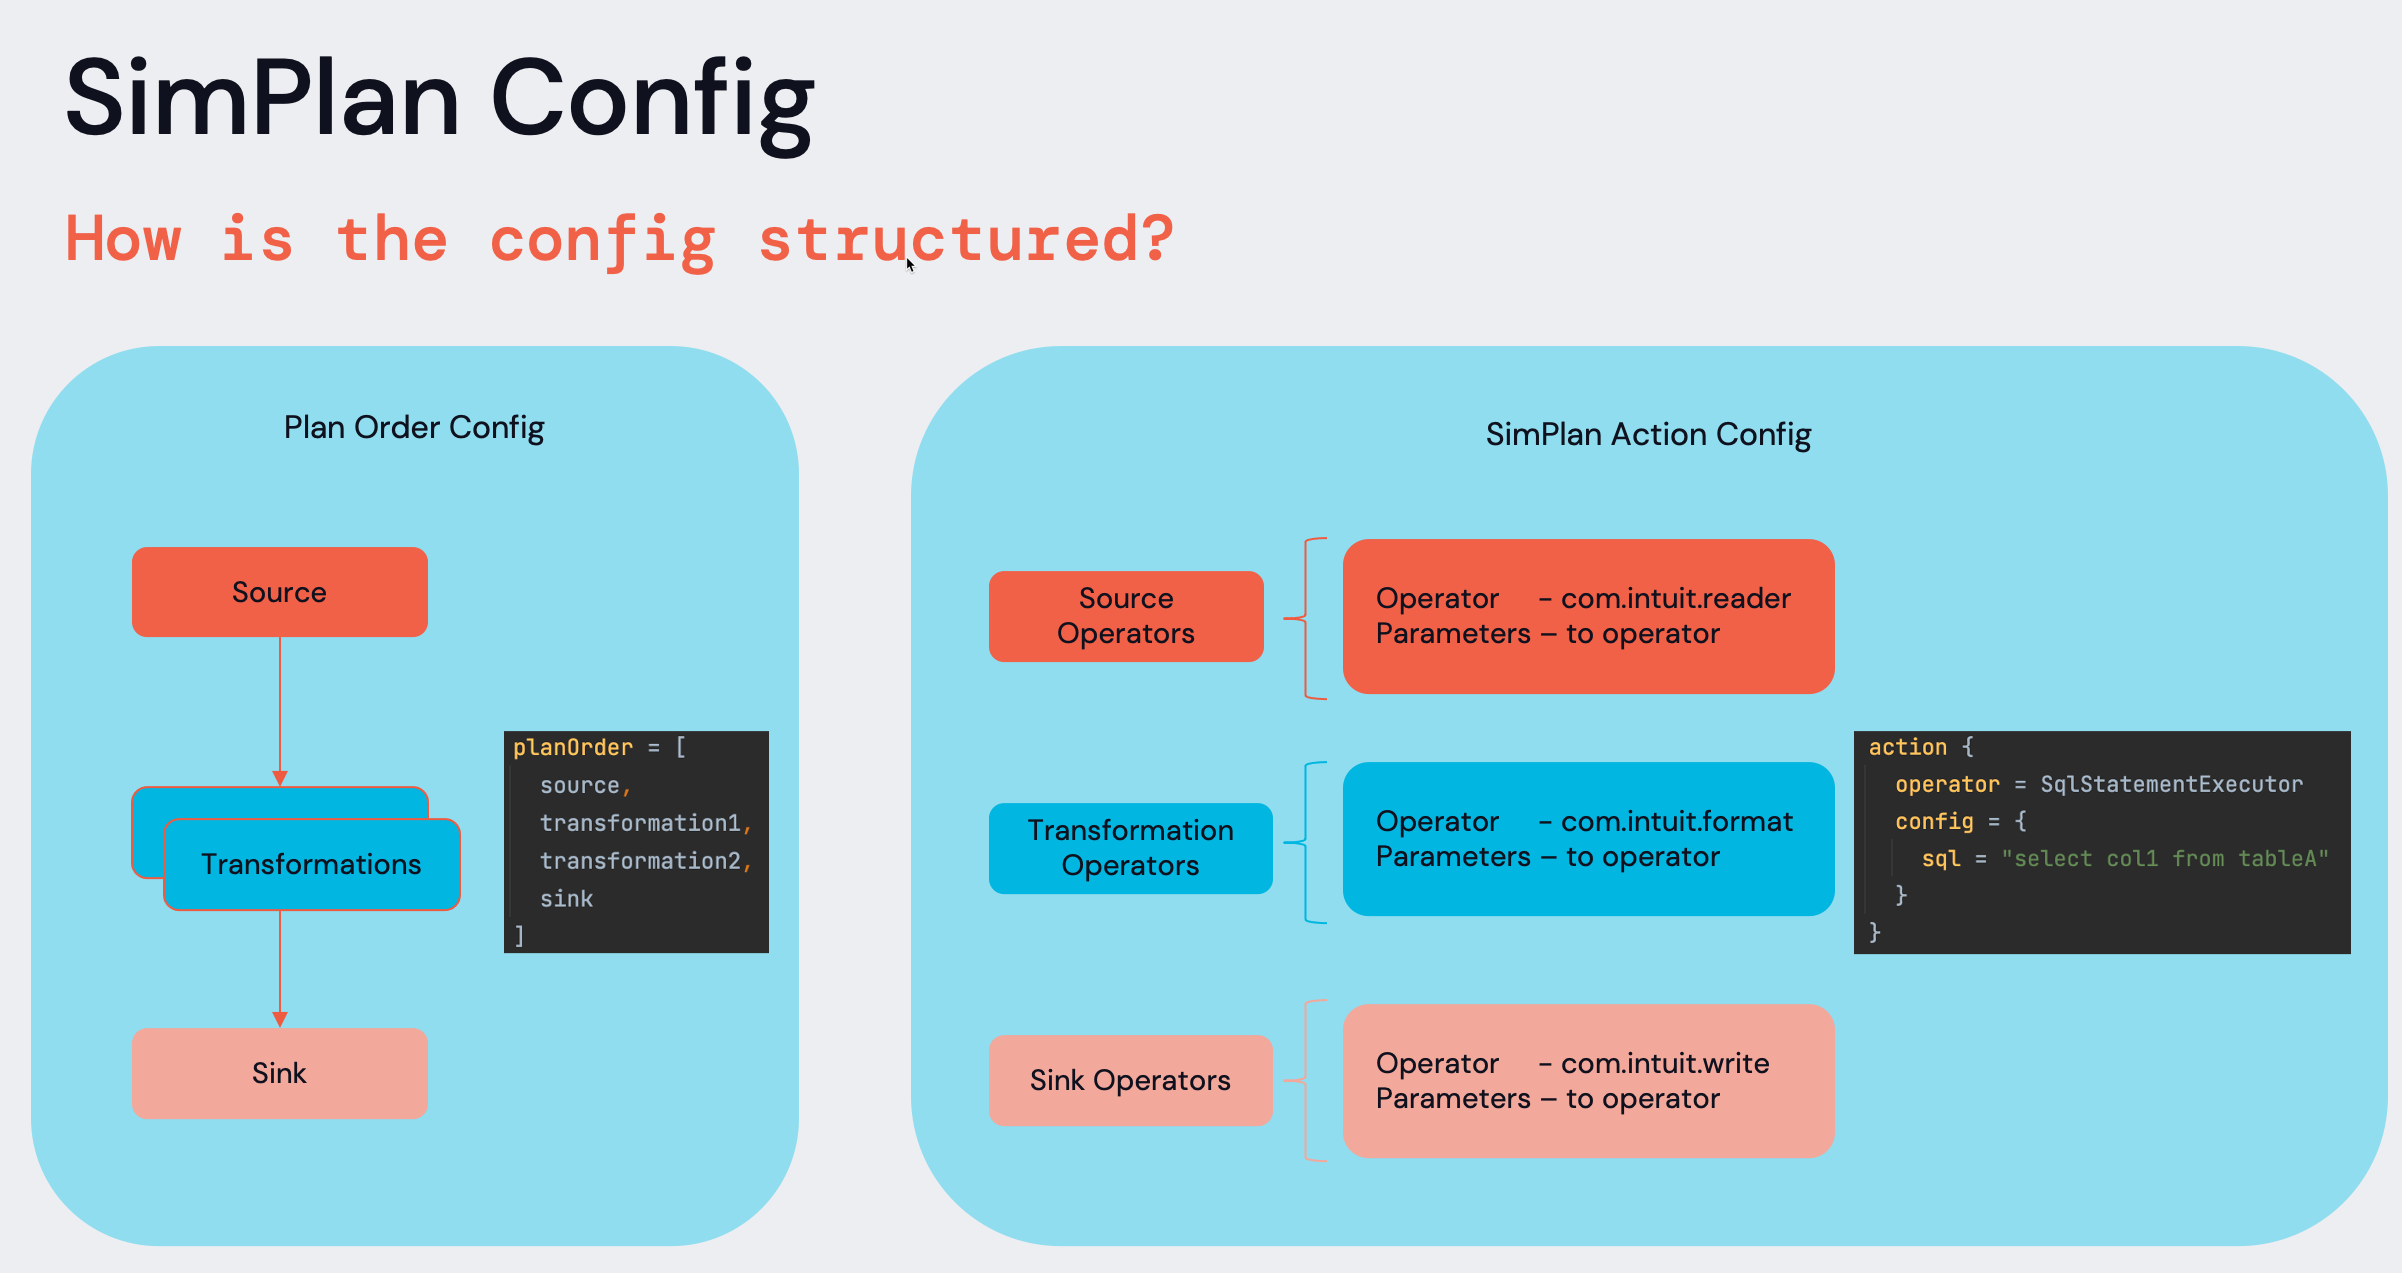 SimPlan Config
How is the config structured?
Plan Order Config
Source
Transformations
Sink
planOrder = [
source,
transformation1,
transformation2,
sink
]
SimPlan Action Config
Source
Operators
Operator - com.intuit.reader
Parameters – to operator
Transformation
Operators
Operator - com.intuit.format
Parameters – to operator
Sink Operators
Operator - com.intuit.write
Parameters – to operator
action {
operator = SqlStatementExecutor
config = {
sql = "select col1 from tableA"
}
}